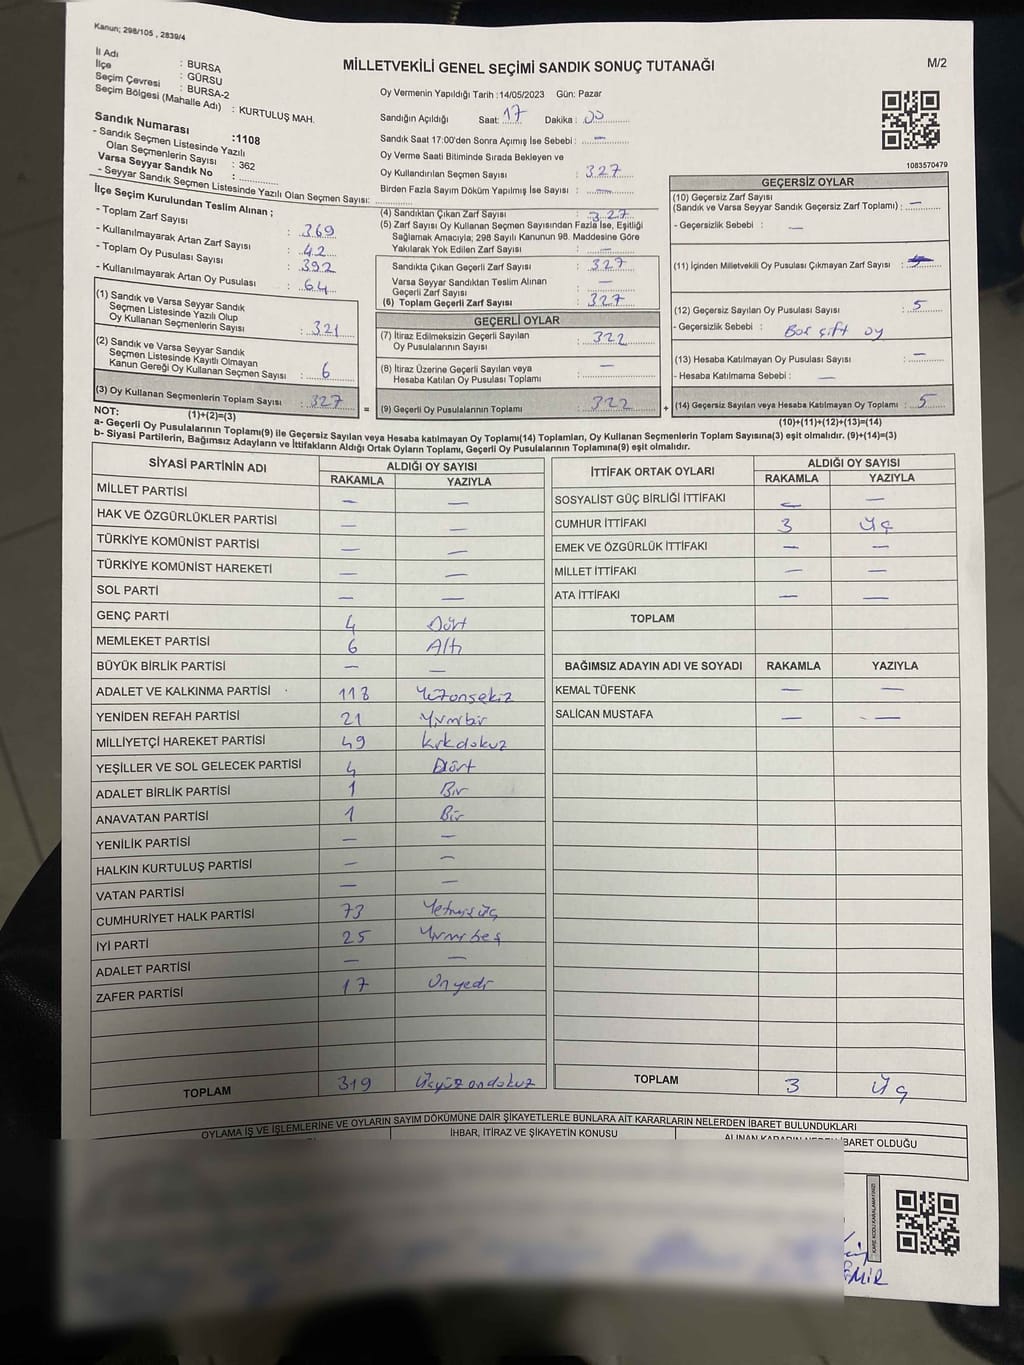 Kanun; 298/105 , 2839/4
İl Adı : BURSA
İlçe : GÜRSU
Seçim Çevresi : BURSA-2
Seçim Bölgesi (Mahalle Adı) : KURTULUŞ MAH.
Sandık Numarası :1108
- Sandık Seçmen Listesinde Yazılı
Olan Seçmenlerin Sayısı : 362
Varsa Seyyar Sandık No :
- Seyyar Sandık Seçmen Listesinde Yazılı Olan Seçmen Sayısı:
MİLLETVEKİLİ GENEL SEÇİMİ SANDIK SONUÇ TUTANAĞI
M/2
Oy Vermenin Yapıldığı Tarih :14/05/2023 Gün: Pazar
Sandığın Açıldığı Saat: 17 Dakika : 00
Sandık Saat 17:00'den Sonra Açımış İse Sebebi : —
Oy Verme Saati Bitiminde Sırada Bekleyen ve
Oy Kullandırılan Seçmen Sayısı : 327
Birden Fazla Sayım Döküm Yapılmış İse Sayısı : —
1083570479
İlçe Seçim Kurulundan Teslim Alınan ;
- Toplam Zarf Sayısı : 369
- Kullanılmayarak Artan Zarf Sayısı : 42
- Toplam Oy Pusulası Sayısı : 392
- Kullanılmayarak Artan Oy Pusulası : 64
(1) Sandık ve Varsa Seyyar Sandık
Seçmen Listesinde Yazılı Olup
Oy Kullanan Seçmenlerin Sayısı : 321
(2) Sandık ve Varsa Seyyar Sandık
Seçmen Listesinde Kayıtlı Olmayan
Kanun Gereği Oy Kullanan Seçmen Sayısı : 6
(3) Oy Kullanan Seçmenlerin Toplam Sayısı : 327
(1)+(2)=(3)
(4) Sandıktan Çıkan Zarf Sayısı : 327
(5) Zarf Sayısı Oy Kullanan Seçmen Sayısından Fazla İse, Eşitliği
Sağlamak Amacıyla; 298 Sayılı Kanunun 98. Maddesine Göre
Yakılarak Yok Edilen Zarf Sayısı : —
Sandıkta Çıkan Geçerli Zarf Sayısı : 327
Varsa Seyyar Sandıktan Teslim Alınan
Geçerli Zarf Sayısı : —
(6) Toplam Geçerli Zarf Sayısı : 327
GEÇERLİ OYLAR
(7) İtiraz Edilmeksizin Geçerli Sayılan
Oy Pusulalarının Sayısı : 322
(8) İtiraz Üzerine Geçerli Sayılan veya
Hesaba Katılan Oy Pusulası Toplamı : —
= (9) Geçerli Oy Pusulalarının Toplamı : 322 +
GEÇERSİZ OYLAR
(10) Geçersiz Zarf Sayısı
(Sandık ve Varsa Seyyar Sandık Geçersiz Zarf Toplamı) : —
- Geçersizlik Sebebi : —
(11) İçinden Milletvekili Oy Pusulası Çıkmayan Zarf Sayısı :
(12) Geçersiz Sayılan Oy Pusulası Sayısı : 5
- Geçersizlik Sebebi : Boş çift oy
(13) Hesaba Katılmayan Oy Pusulası Sayısı : —
- Hesaba Katılmama Sebebi : —
(14) Geçersiz Sayılan veya Hesaba Katılmayan Oy Toplamı : 5
(10)+(11)+(12)+(13)=(14)
NOT:
a- Geçerli Oy Pusulalarının Toplamı(9) ile Geçersiz Sayılan veya Hesaba katılmayan Oy Toplamı(14) Toplamları, Oy Kullanan Seçmenlerin Toplam Sayısına(3) eşit olmalıdır. (9)+(14)=(3)
b- Siyasi Partilerin, Bağımsız Adayların ve İttifakların Aldığı Ortak Oyların Toplamı, Geçerli Oy Pusulalarının Toplamına(9) eşit olmalıdır.
SİYASİ PARTİNİN ADI ALDIĞI OY SAYISI
RAKAMLA YAZIYLA
MİLLET PARTİSİ — —
HAK VE ÖZGÜRLÜKLER PARTİSİ — —
TÜRKİYE KOMÜNİST PARTİSİ — —
TÜRKİYE KOMÜNİST HAREKETİ — —
SOL PARTİ — —
GENÇ PARTİ 4 Dört
MEMLEKET PARTİSİ 6 Altı
BÜYÜK BİRLİK PARTİSİ — —
ADALET VE KALKINMA PARTİSİ 118 Yüzonsekiz
YENİDEN REFAH PARTİSİ 21 Yirmibir
MİLLİYETÇİ HAREKET PARTİSİ 49 kırkdokuz
YEŞİLLER VE SOL GELECEK PARTİSİ 4 Dört
ADALET BİRLİK PARTİSİ 1 Bir
ANAVATAN PARTİSİ 1 Bir
YENİLİK PARTİSİ — —
HALKIN KURTULUŞ PARTİSİ — —
VATAN PARTİSİ — —
CUMHURİYET HALK PARTİSİ 73 Yetmişüç
İYİ PARTİ 25 Yirmibeş
ADALET PARTİSİ — —
ZAFER PARTİSİ 17 Onyedi
TOPLAM 319 Üçyüzondokuz
İTTİFAK ORTAK OYLARI ALDIĞI OY SAYISI
RAKAMLA YAZIYLA
SOSYALİST GÜÇ BİRLİĞİ İTTİFAKI — —
CUMHUR İTTİFAKI 3 Üç
EMEK VE ÖZGÜRLÜK İTTİFAKI — —
MİLLET İTTİFAKI — —
ATA İTTİFAKI — —
TOPLAM
BAĞIMSIZ ADAYIN ADI VE SOYADI RAKAMLA YAZIYLA
KEMAL TÜFENK — —
SALİCAN MUSTAFA — —
TOPLAM 3 Üç
OYLAMA İŞ VE İŞLEMLERİNE VE OYLARIN SAYIM DÖKÜMÜNE DAİR ŞİKAYETLERLE BUNLARA AİT KARARLARIN NELERDEN İBARET BULUNDUKLARI
İHBAR, İTİRAZ VE ŞİKAYETİN KONUSU
ALINAN KARARIN NEDEN İBARET OLDUĞU
KARE KODU KARALAMAYINIZ!